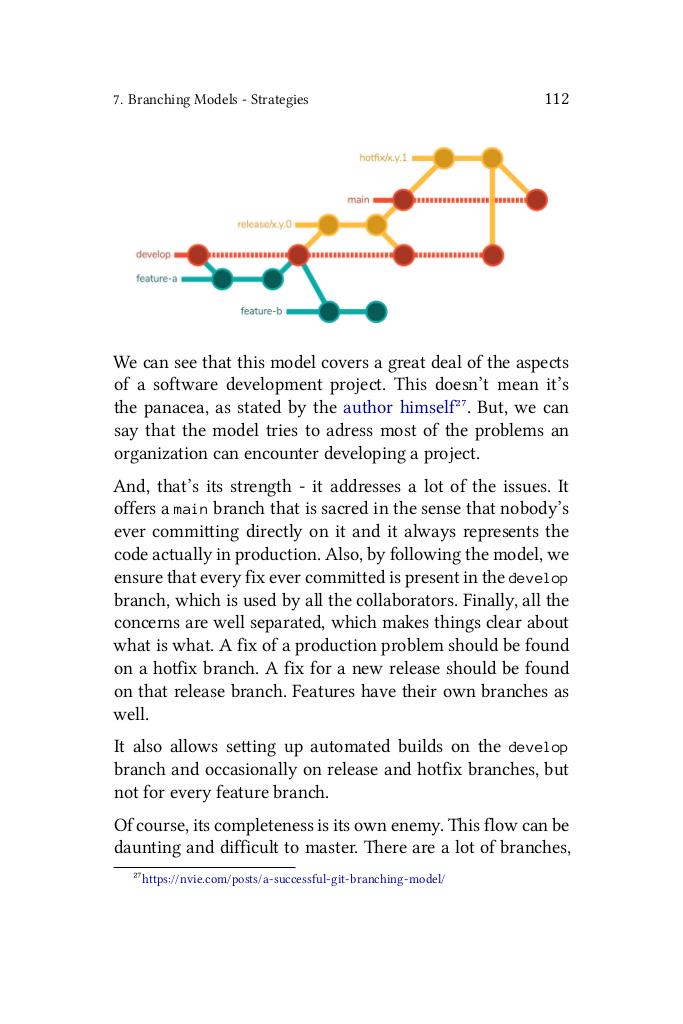 7. Branching Models - Strategies 112
hotfix/x.y.1
main
release/x.y.0
develop
feature-a
feature-b
We can see that this model covers a great deal of the aspects
of a software development project. This doesn't mean it's
the panacea, as stated by the author himself²⁷. But, we can
say that the model tries to adress most of the problems an
organization can encounter developing a project.
And, that's its strength - it addresses a lot of the issues. It
offers a main branch that is sacred in the sense that nobody's
ever committing directly on it and it always represents the
code actually in production. Also, by following the model, we
ensure that every fix ever committed is present in the develop
branch, which is used by all the collaborators. Finally, all the
concerns are well separated, which makes things clear about
what is what. A fix of a production problem should be found
on a hotfix branch. A fix for a new release should be found
on that release branch. Features have their own branches as
well.
It also allows setting up automated builds on the develop
branch and occasionally on release and hotfix branches, but
not for every feature branch.
Of course, its completeness is its own enemy. This flow can be
daunting and difficult to master. There are a lot of branches,
²⁷https://nvie.com/posts/a-successful-git-branching-model/